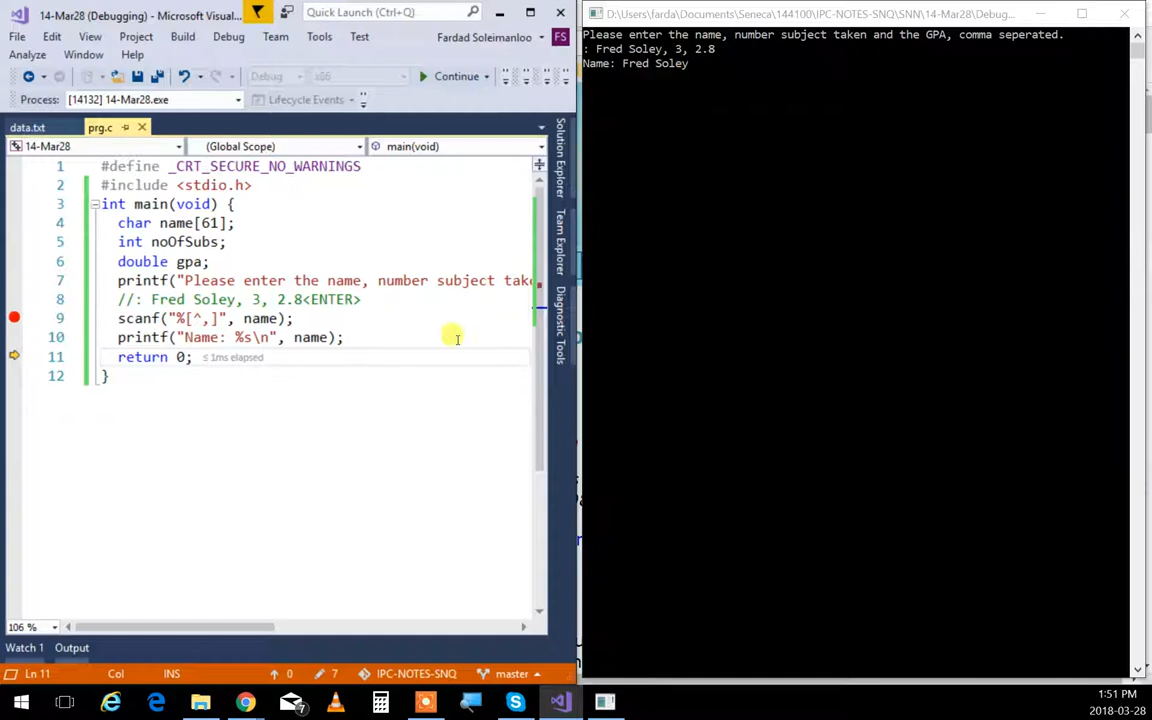 14-Mar28 (Debugging) - Microsoft Visual...
Quick Launch (Ctrl+Q)
File Edit View Project Build Debug Team Tools Test
Fardad Soleimanloo FS
Analyze Window Help
Debug x86 Continue
Process: [14132] 14-Mar28.exe Lifecycle Events
data.txt prg.c
14-Mar28 (Global Scope) main(void)
1 #define _CRT_SECURE_NO_WARNINGS
2 #include <stdio.h>
3 int main(void) {
4 char name[61];
5 int noOfSubs;
6 double gpa;
7 printf("Please enter the name, number subject take
8 //: Fred Soley, 3, 2.8<ENTER>
9 scanf("%[^,]", name);
10 printf("Name: %s\n", name);
11 return 0; ≤ 1ms elapsed
12 }
Solution Explorer
Team Explorer
Diagnostic Tools
106 %
Watch 1 Output
Ln 11 Col INS 0 7 IPC-NOTES-SNQ master
D:\Users\farda\Documents\Seneca\144100\IPC-NOTES-SNQ\SNN\14-Mar28\Debug...
Please enter the name, number subject taken and the GPA, comma seperated.
: Fred Soley, 3, 2.8
Name: Fred Soley
7
1:51 PM
2018-03-28